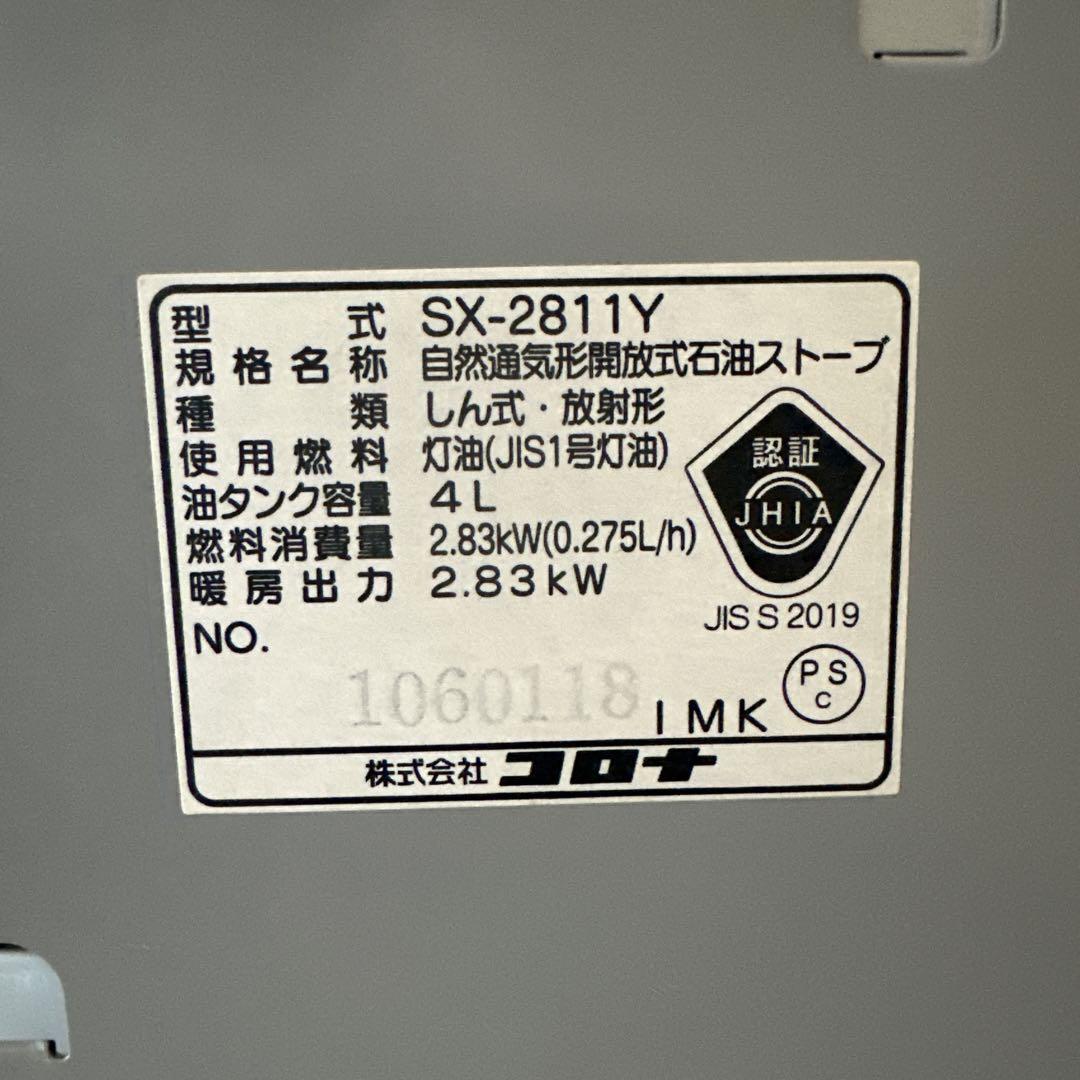 型式 SX-2811Y
規格名称 自然通気形開放式石油ストーブ
種類 しん式・放射形
使用燃料 灯油(JIS1号灯油)
油タンク容量 4L
燃料消費量 2.83kW(0.275L/h)
暖房出力 2.83kW
認証
JHIA
JIS S 2019
NO.
1060118
IMK
PSC
株式会社 コロナ